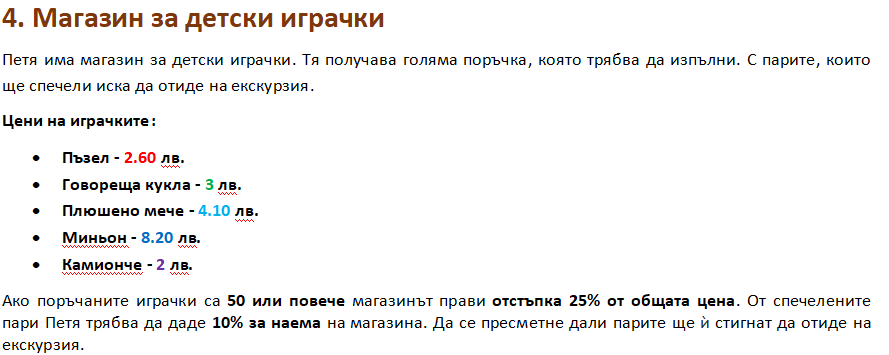 4. Магазин за детски играчки
Петя има магазин за детски играчки. Тя получава голяма поръчка, която трябва да изпълни. С парите, които
ще спечели иска да отиде на екскурзия.
Цени на играчките:
• Пъзел - 2.60 лв.
• Говореща кукла - 3 лв.
• Плюшено мече - 4.10 лв.
• Миньон - 8.20 лв.
• Камионче - 2 лв.
Ако поръчаните играчки са 50 или повече магазинът прави отстъпка 25% от общата цена. От спечелените
пари Петя трябва да даде 10% за наема на магазина. Да се пресметне дали парите ще ѝ стигнат да отиде на
екскурзия.